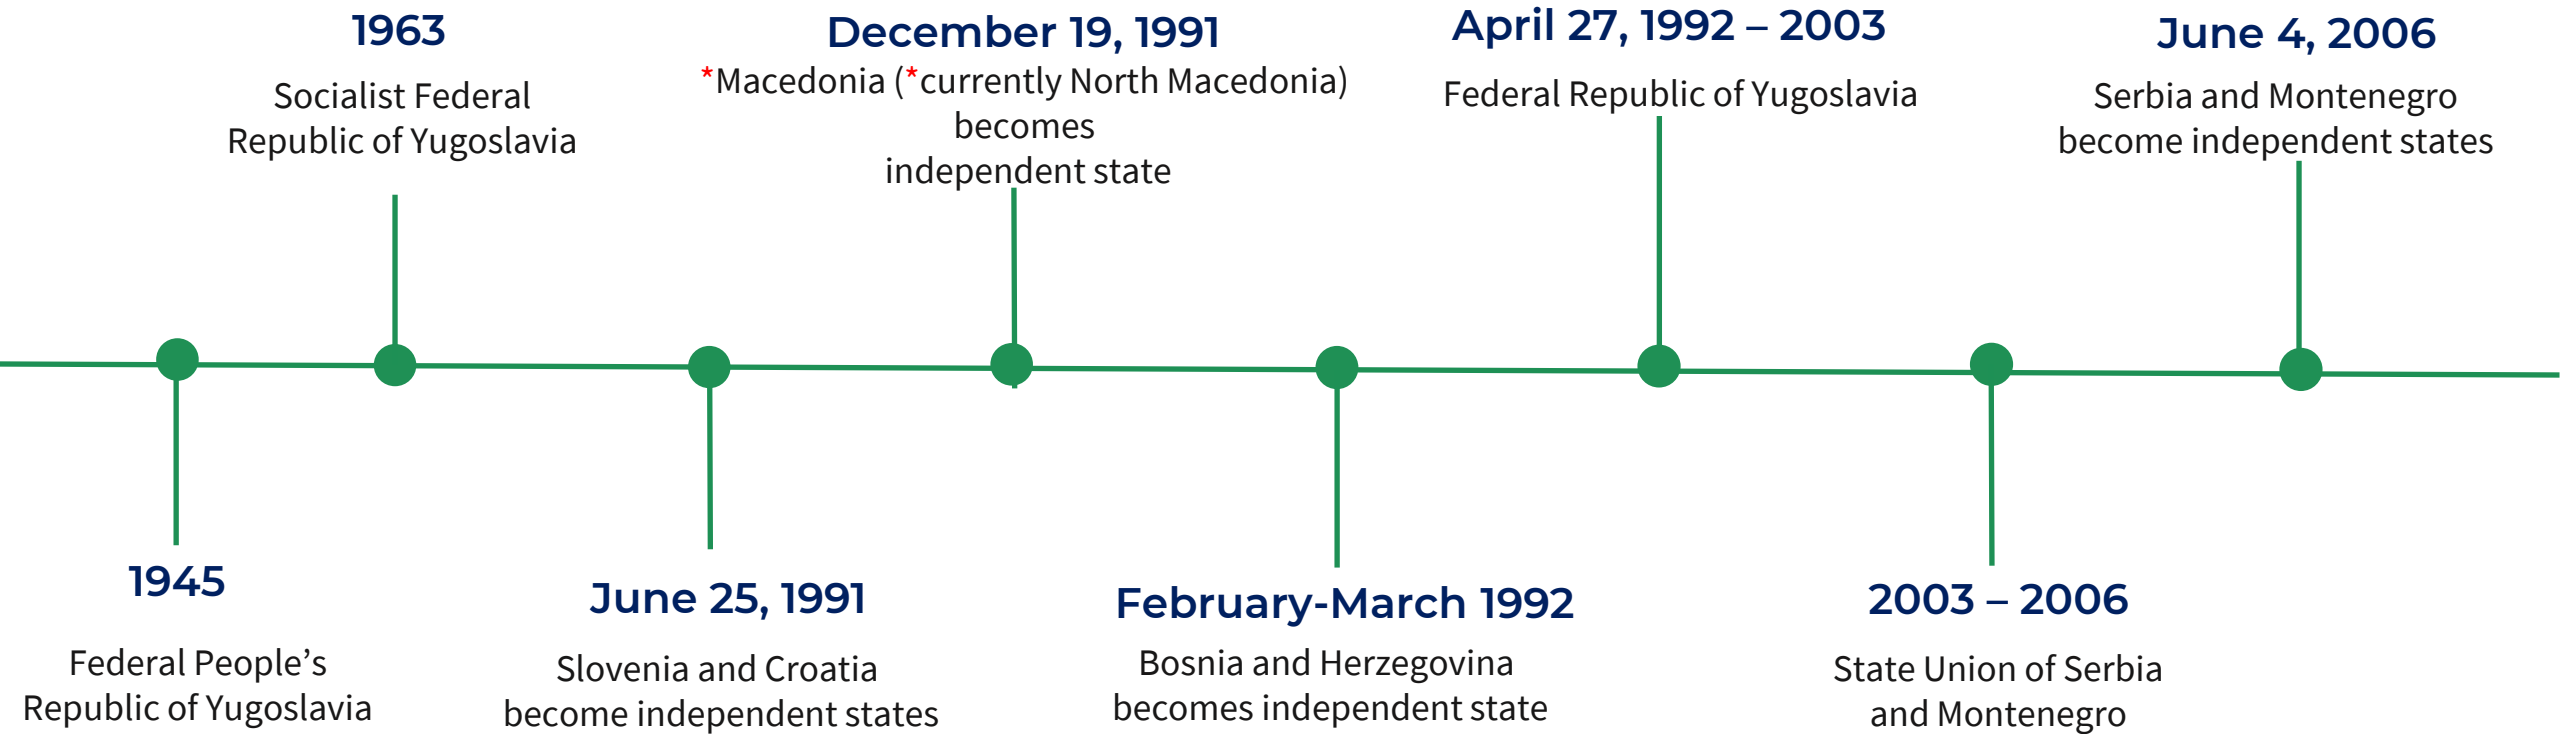 1945
Federal People’s
Republic of Yugoslavia
1963
Socialist Federal
Republic of Yugoslavia
June 25, 1991
Slovenia and Croatia
become independent states
December 19, 1991
*Macedonia (*currently North Macedonia)
becomes
independent state
February-March 1992
Bosnia and Herzegovina
becomes independent state
April 27, 1992 – 2003
Federal Republic of Yugoslavia
2003 – 2006
State Union of Serbia
and Montenegro
June 4, 2006
Serbia and Montenegro
become independent states